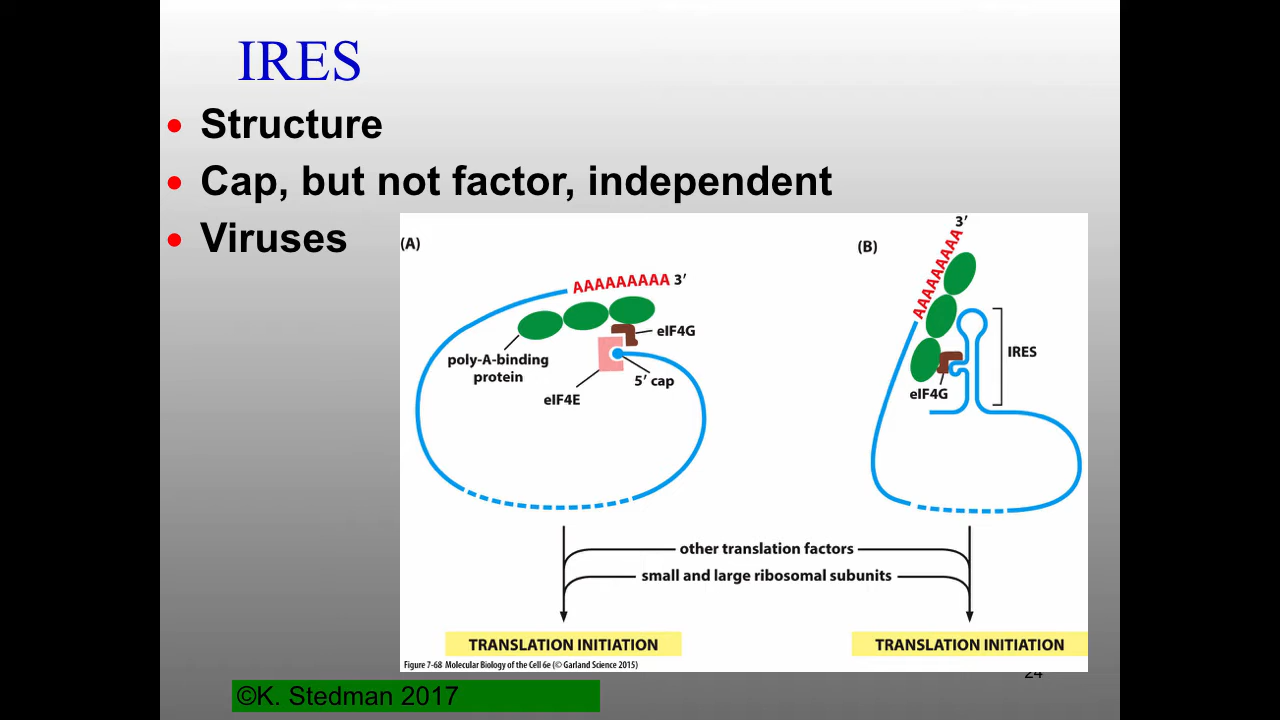 IRES
• Structure
• Cap, but not factor, independent
• Viruses
(A)
AAAAAAAAA 3′
eIF4G
poly-A-binding
protein
5′ cap
eIF4E
(B)
3′
AAAAAAAAA
IRES
eIF4G
other translation factors
small and large ribosomal subunits
TRANSLATION INITIATION
TRANSLATION INITIATION
Figure 7-68 Molecular Biology of the Cell 6e (© Garland Science 2015)
24
©K. Stedman 2017